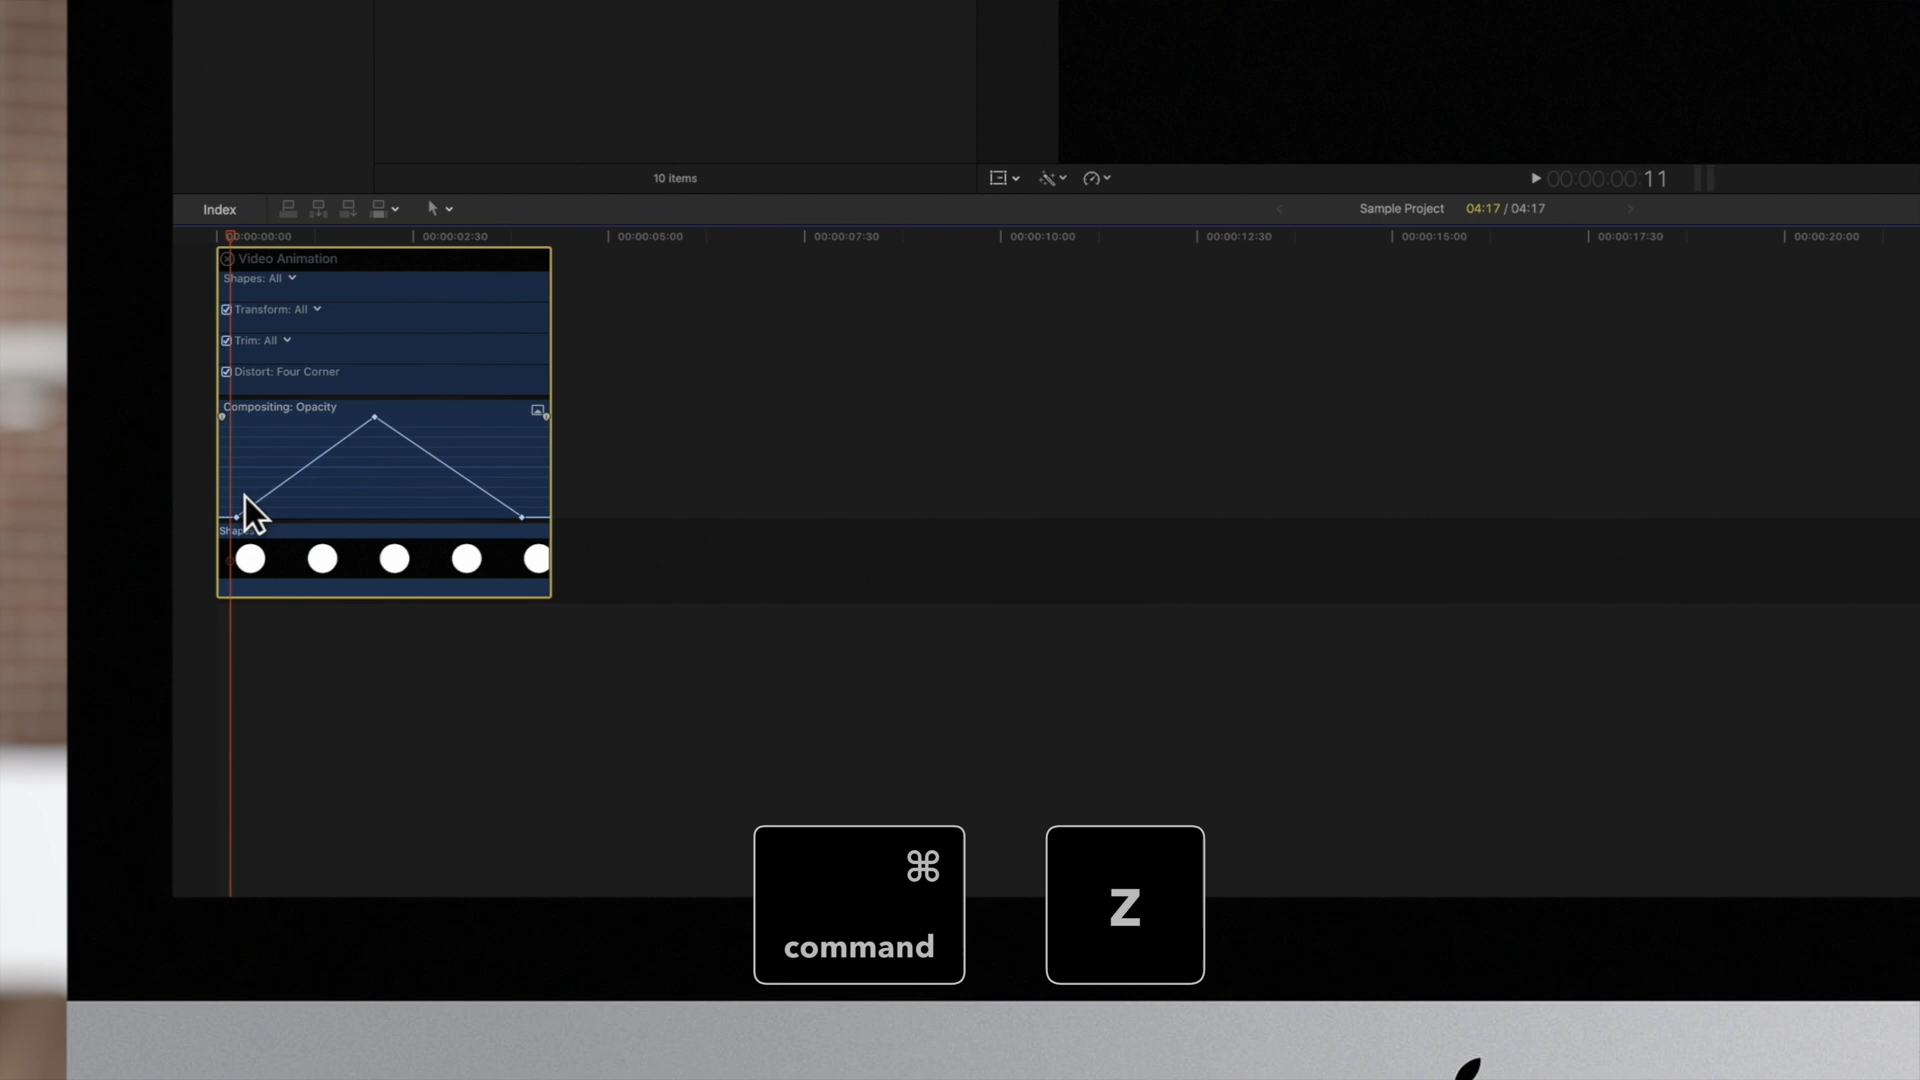 10 items
00:00:00:00:11
Index
Sample Project
04:17 / 04:17
00:00:00:00
00:00:02:30
00:00:05:00
00:00:07:30
00:00:10:00
00:00:12:30
00:00:15:00
00:00:17:30
00:00:20:00
Video Animation
Shapes: All
Transform: All
Trim: All
Distort: Four Corner
Compositing: Opacity
⌘
command
Z